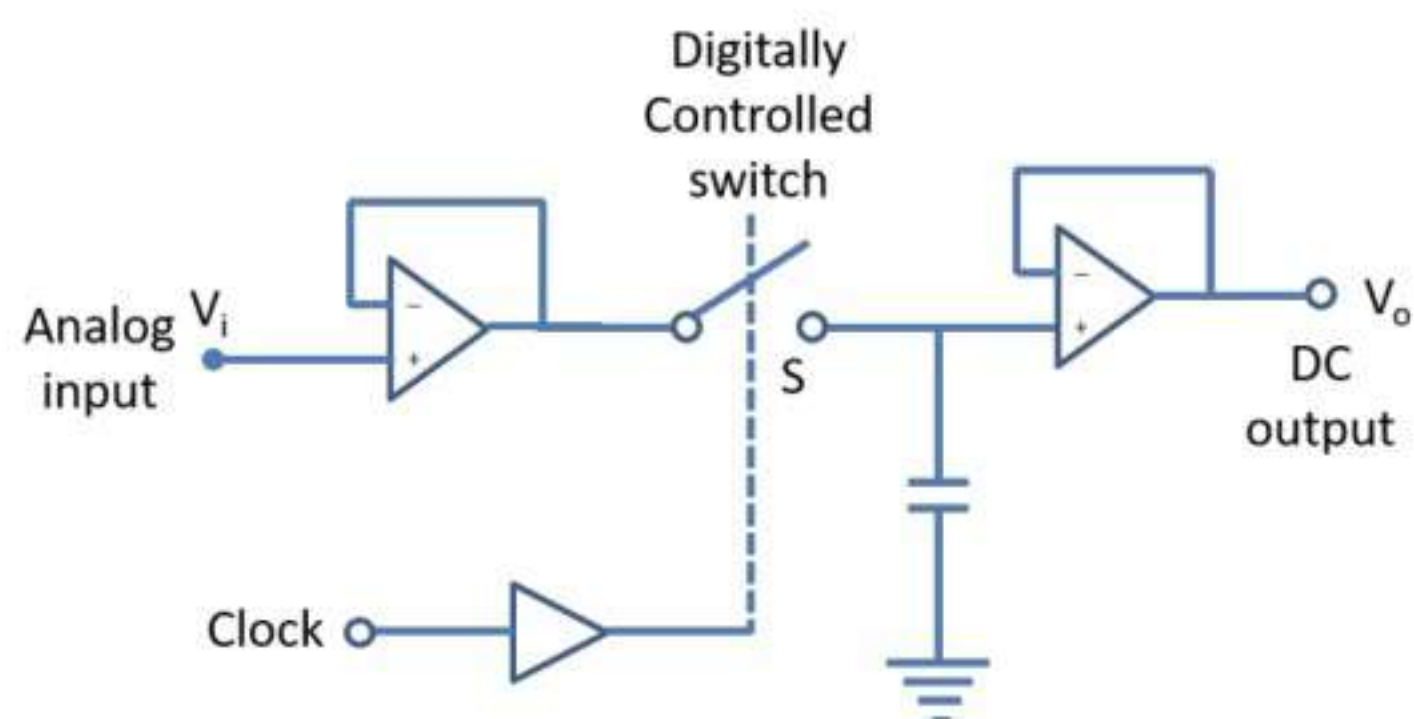 Digitally
Controlled
switch
Analog
input
Vᵢ
−
+
S
−
+
Vₒ
DC
output
Clock